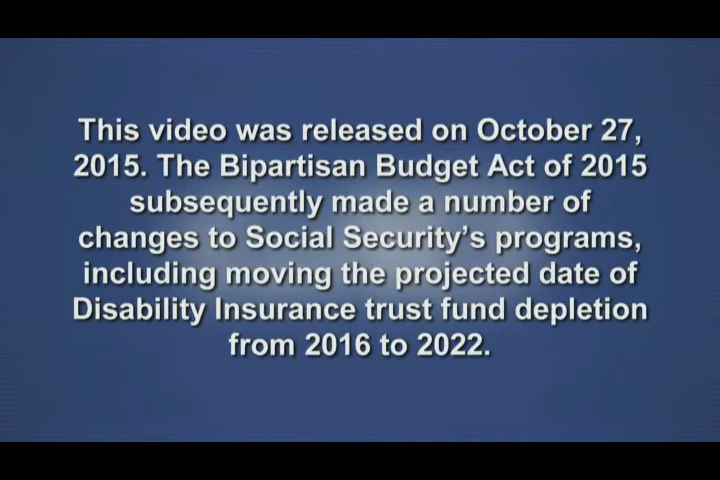 This video was released on October 27,
2015. The Bipartisan Budget Act of 2015
subsequently made a number of
changes to Social Security’s programs,
including moving the projected date of
Disability Insurance trust fund depletion
from 2016 to 2022.